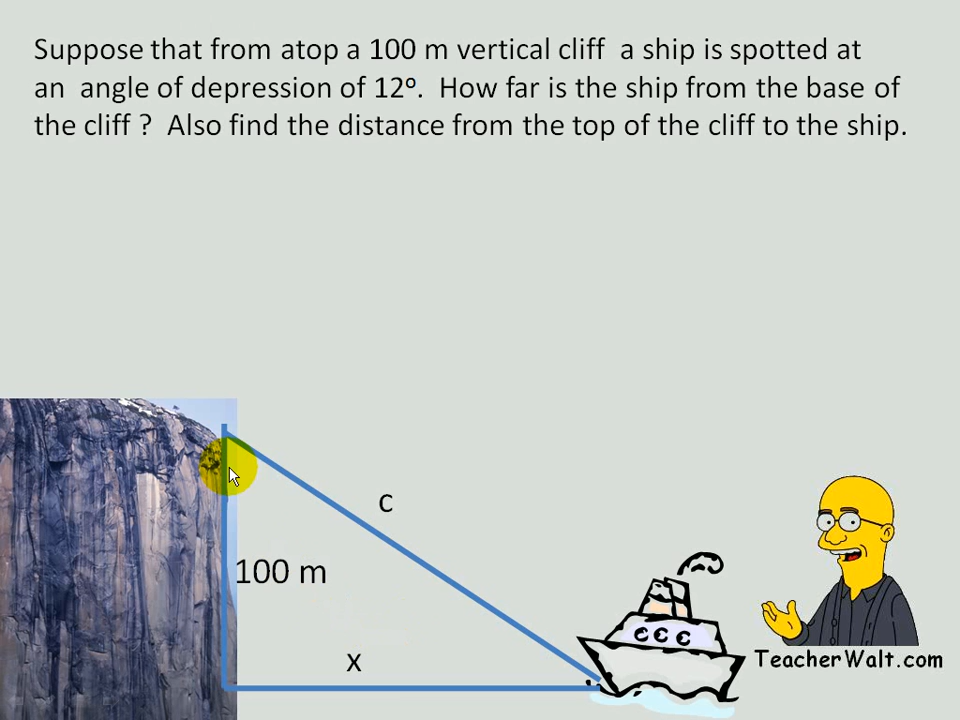 Suppose that from atop a 100 m vertical cliff  a ship is spotted at
an  angle of depression of 12º.  How far is the ship from the base of
the cliff ?  Also find the distance from the top of the cliff to the ship.
c
100 m
x
TeacherWalt.com